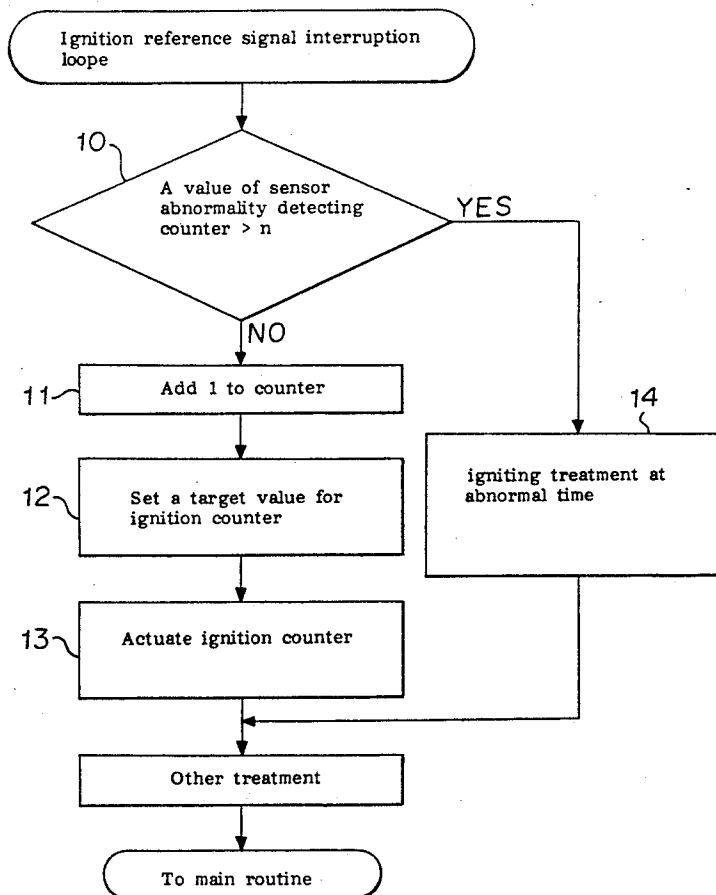 Ignition reference signal interruption
loope
10
A value of sensor
abnormality detecting
counter > n
YES
NO
11
Add 1 to counter
14
12
Set a target value for
ignition counter
igniting treatment at
abnormal time
13
Actuate ignition counter
Other treatment
To main routine